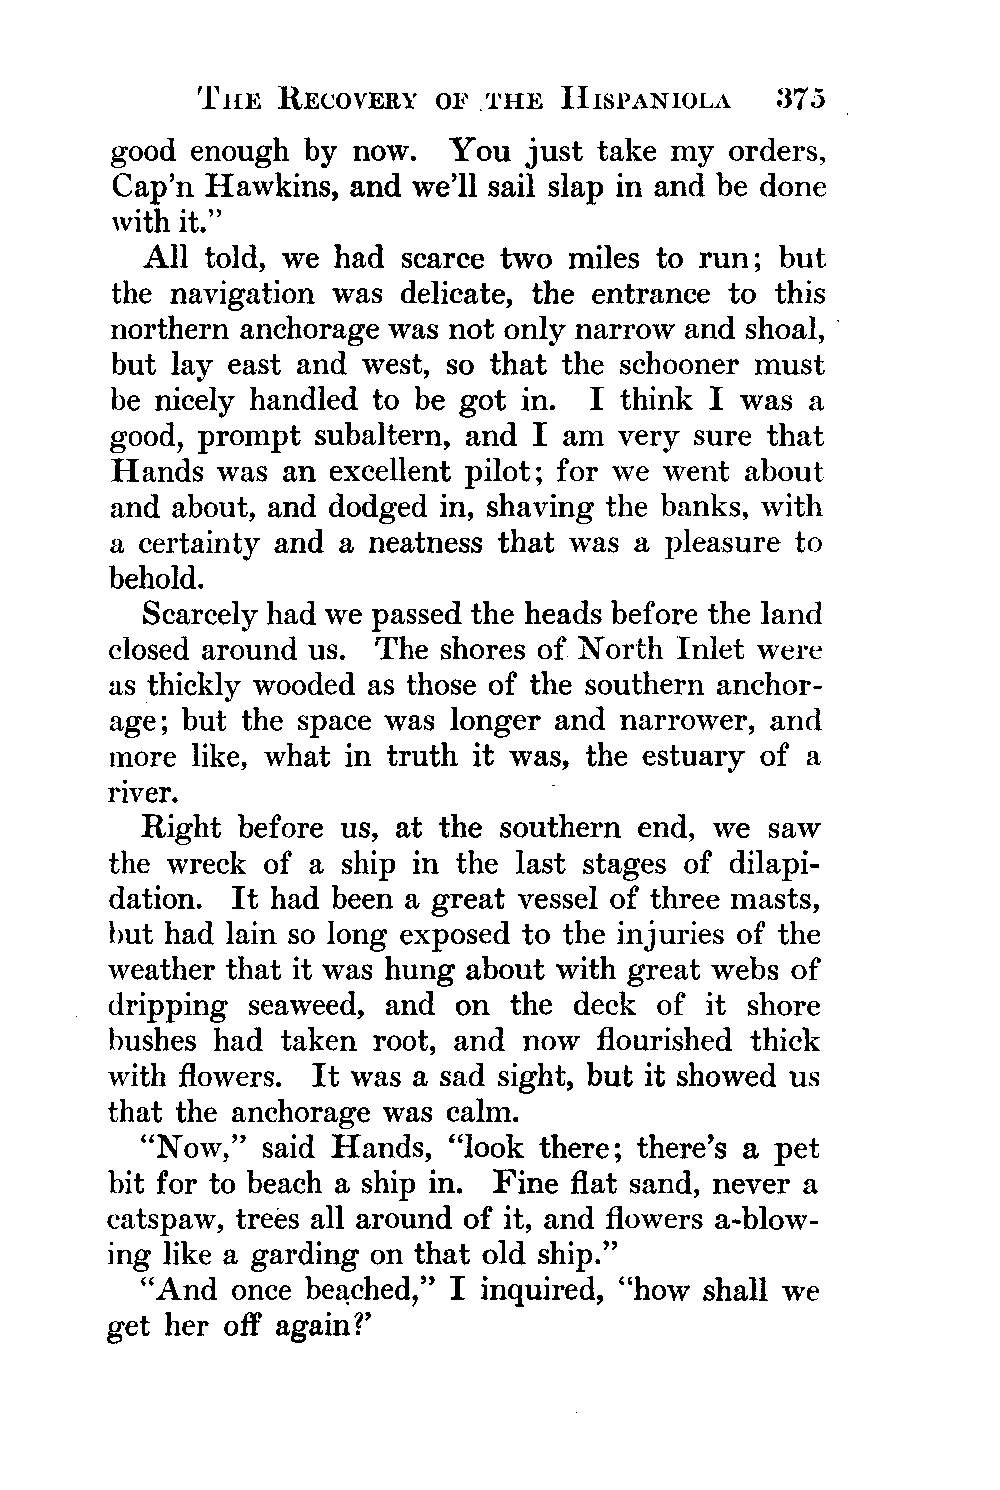 The Recovery of the Hispaniola 375
good enough by now. You just take my orders,
Cap'n Hawkins, and we'll sail slap in and be done
with it."
All told, we had scarce two miles to run; but
the navigation was delicate, the entrance to this
northern anchorage was not only narrow and shoal,
but lay east and west, so that the schooner must
be nicely handled to be got in. I think I was a
good, prompt subaltern, and I am very sure that
Hands was an excellent pilot; for we went about
and about, and dodged in, shaving the banks, with
a certainty and a neatness that was a pleasure to
behold.
Scarcely had we passed the heads before the land
closed around us. The shores of North Inlet were
as thickly wooded as those of the southern anchor-
age; but the space was longer and narrower, and
more like, what in truth it was, the estuary of a
river.
Right before us, at the southern end, we saw
the wreck of a ship in the last stages of dilapi-
dation. It had been a great vessel of three masts,
but had lain so long exposed to the injuries of the
weather that it was hung about with great webs of
dripping seaweed, and on the deck of it shore
bushes had taken root, and now flourished thick
with flowers. It was a sad sight, but it showed us
that the anchorage was calm.
"Now," said Hands, "look there; there's a pet
bit for to beach a ship in. Fine flat sand, never a
catspaw, trees all around of it, and flowers a-blow-
ing like a garding on that old ship."
"And once beached," I inquired, "how shall we
get her off again?'